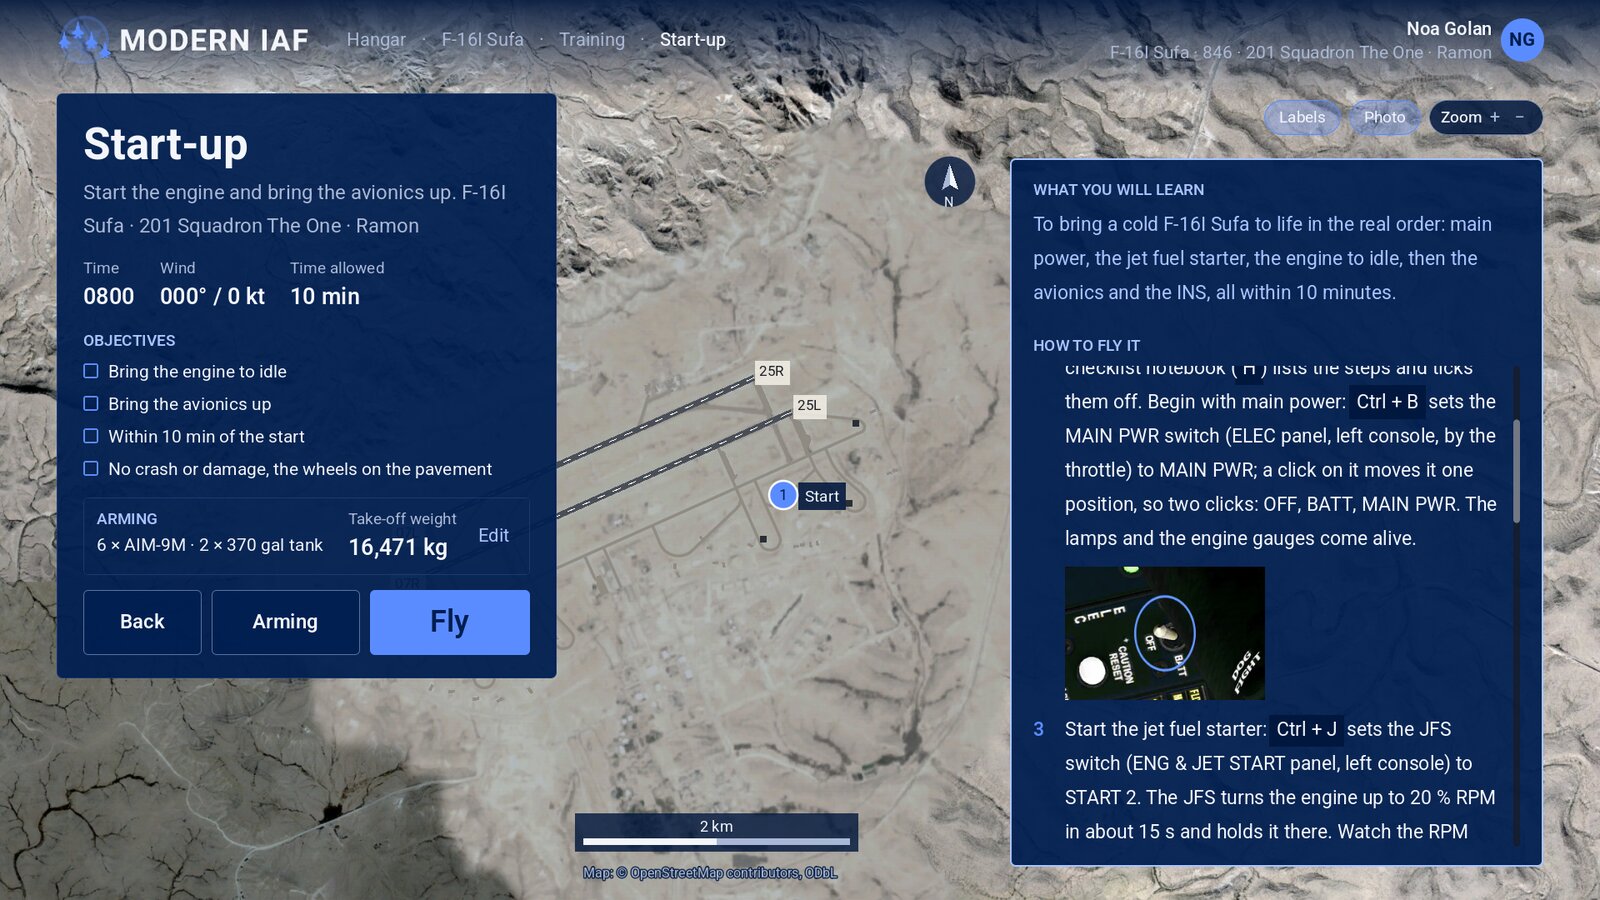 MODERN IAF
Hangar · F-16I Sufa · Training · Start-up
Noa Golan
F-16I Sufa · 846 · 201 Squadron The One · Ramon
NG
Start-up
Start the engine and bring the avionics up. F-16I
Sufa · 201 Squadron The One · Ramon
Time Wind Time allowed
0800 000° / 0 kt 10 min
OBJECTIVES
Bring the engine to idle
Bring the avionics up
Within 10 min of the start
No crash or damage, the wheels on the pavement
ARMING
6 × AIM-9M · 2 × 370 gal tank
Take-off weight
16,471 kg
Edit
07R
Back Arming Fly
Labels Photo Zoom + −
N
25R
25L
1 Start
2 km
Map: © OpenStreetMap contributors, ODbL
WHAT YOU WILL LEARN
To bring a cold F-16I Sufa to life in the real order: main
power, the jet fuel starter, the engine to idle, then the
avionics and the INS, all within 10 minutes.
HOW TO FLY IT
checklist notebook ( H ) lists the steps and ticks
them off. Begin with main power: Ctrl + B sets the
MAIN PWR switch (ELEC panel, left console, by the
throttle) to MAIN PWR; a click on it moves it one
position, so two clicks: OFF, BATT, MAIN PWR. The
lamps and the engine gauges come alive.
ELEC
OFF
BATT
CAUTION
RESET
DOG
FIGHT
3 Start the jet fuel starter: Ctrl + J sets the JFS
switch (ENG & JET START panel, left console) to
START 2. The JFS turns the engine up to 20 % RPM
in about 15 s and holds it there. Watch the RPM